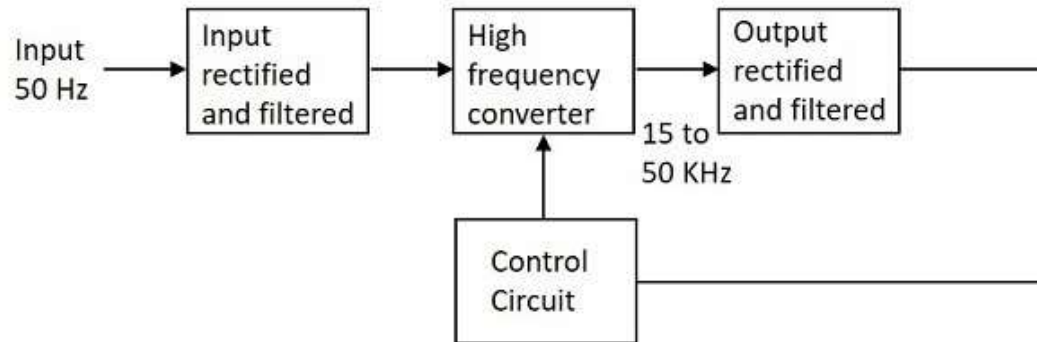 Input
50 Hz
Input
rectified
and filtered
High
frequency
converter
15 to
50 KHz
Output
rectified
and filtered
Control
Circuit